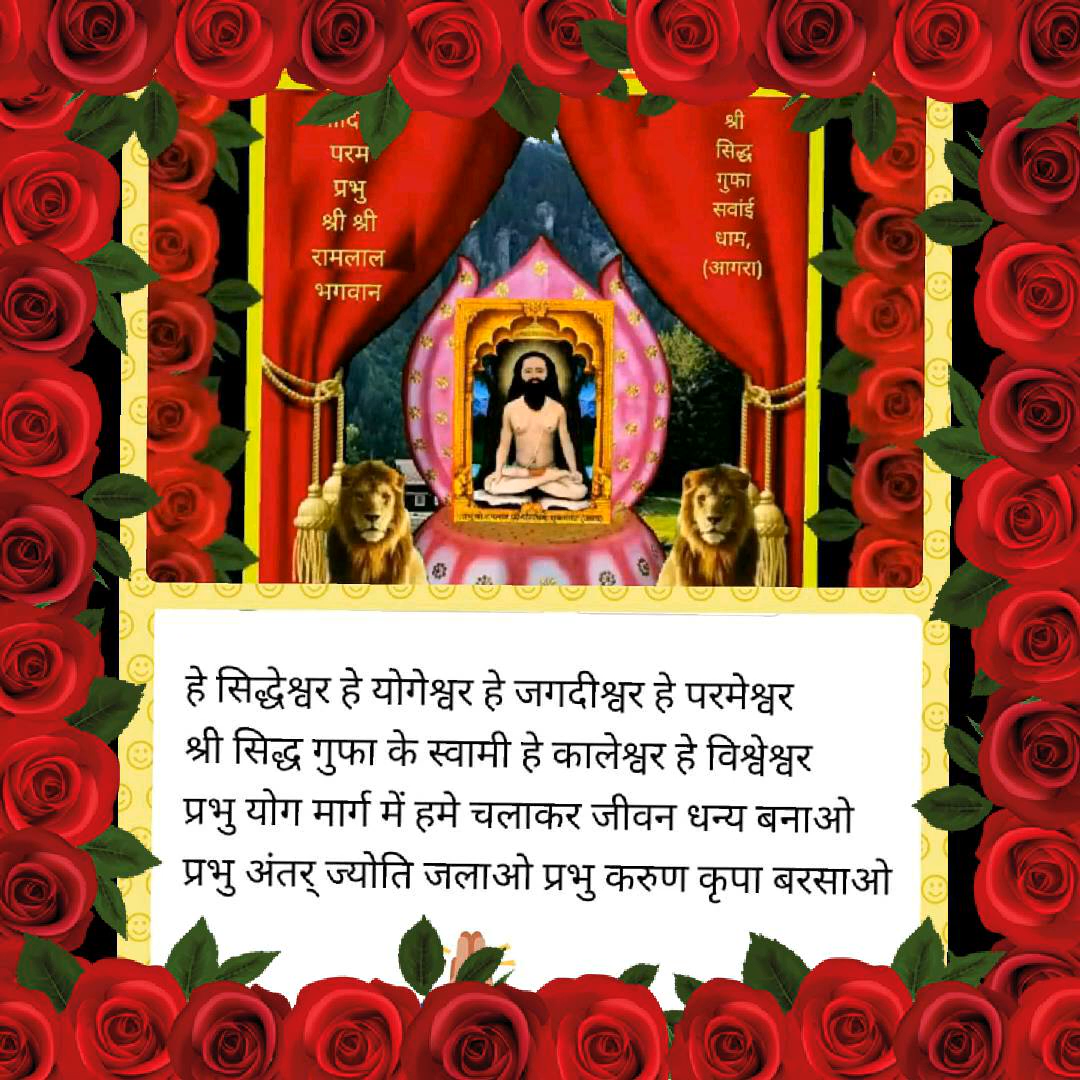 परम
प्रभु
श्री श्री
रामलाल
भगवान
श्री
सिद्ध
गुफा
सवांई
धाम,
(आगरा)
हे सिद्धेश्वर हे योगेश्वर हे जगदीश्वर हे परमेश्वर
श्री सिद्ध गुफा के स्वामी हे कालेश्वर हे विश्वेश्वर
प्रभु योग मार्ग में हमे चलाकर जीवन धन्य बनाओ
प्रभु अंतर् ज्योति जलाओ प्रभु करुण कृपा बरसाओ